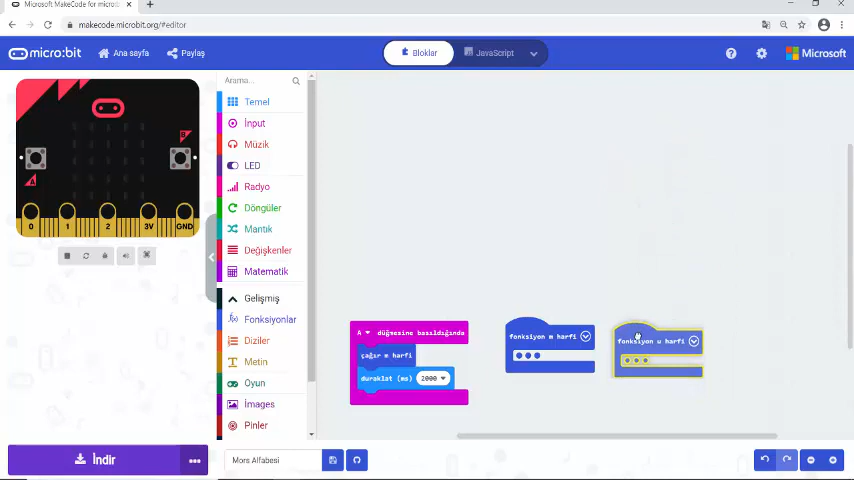 Microsoft MakeCode for micro:
makecode.microbit.org/#editor
micro:bit
Ana sayfa
Paylaş
Bloklar
JavaScript
Microsoft
Arama...
Temel
İnput
Müzik
LED
Radyo
Döngüler
Mantık
Değişkenler
Matematik
Gelişmiş
Fonksiyonlar
Diziler
Metin
Oyun
İmages
Pinler
A
B
0 1 2 3V GND
A düğmesine basıldığında
çağır m harfi
duraklat (ms) 2000
fonksiyon m harfi
fonksiyon u harfi
İndir
Mors Alfabesi